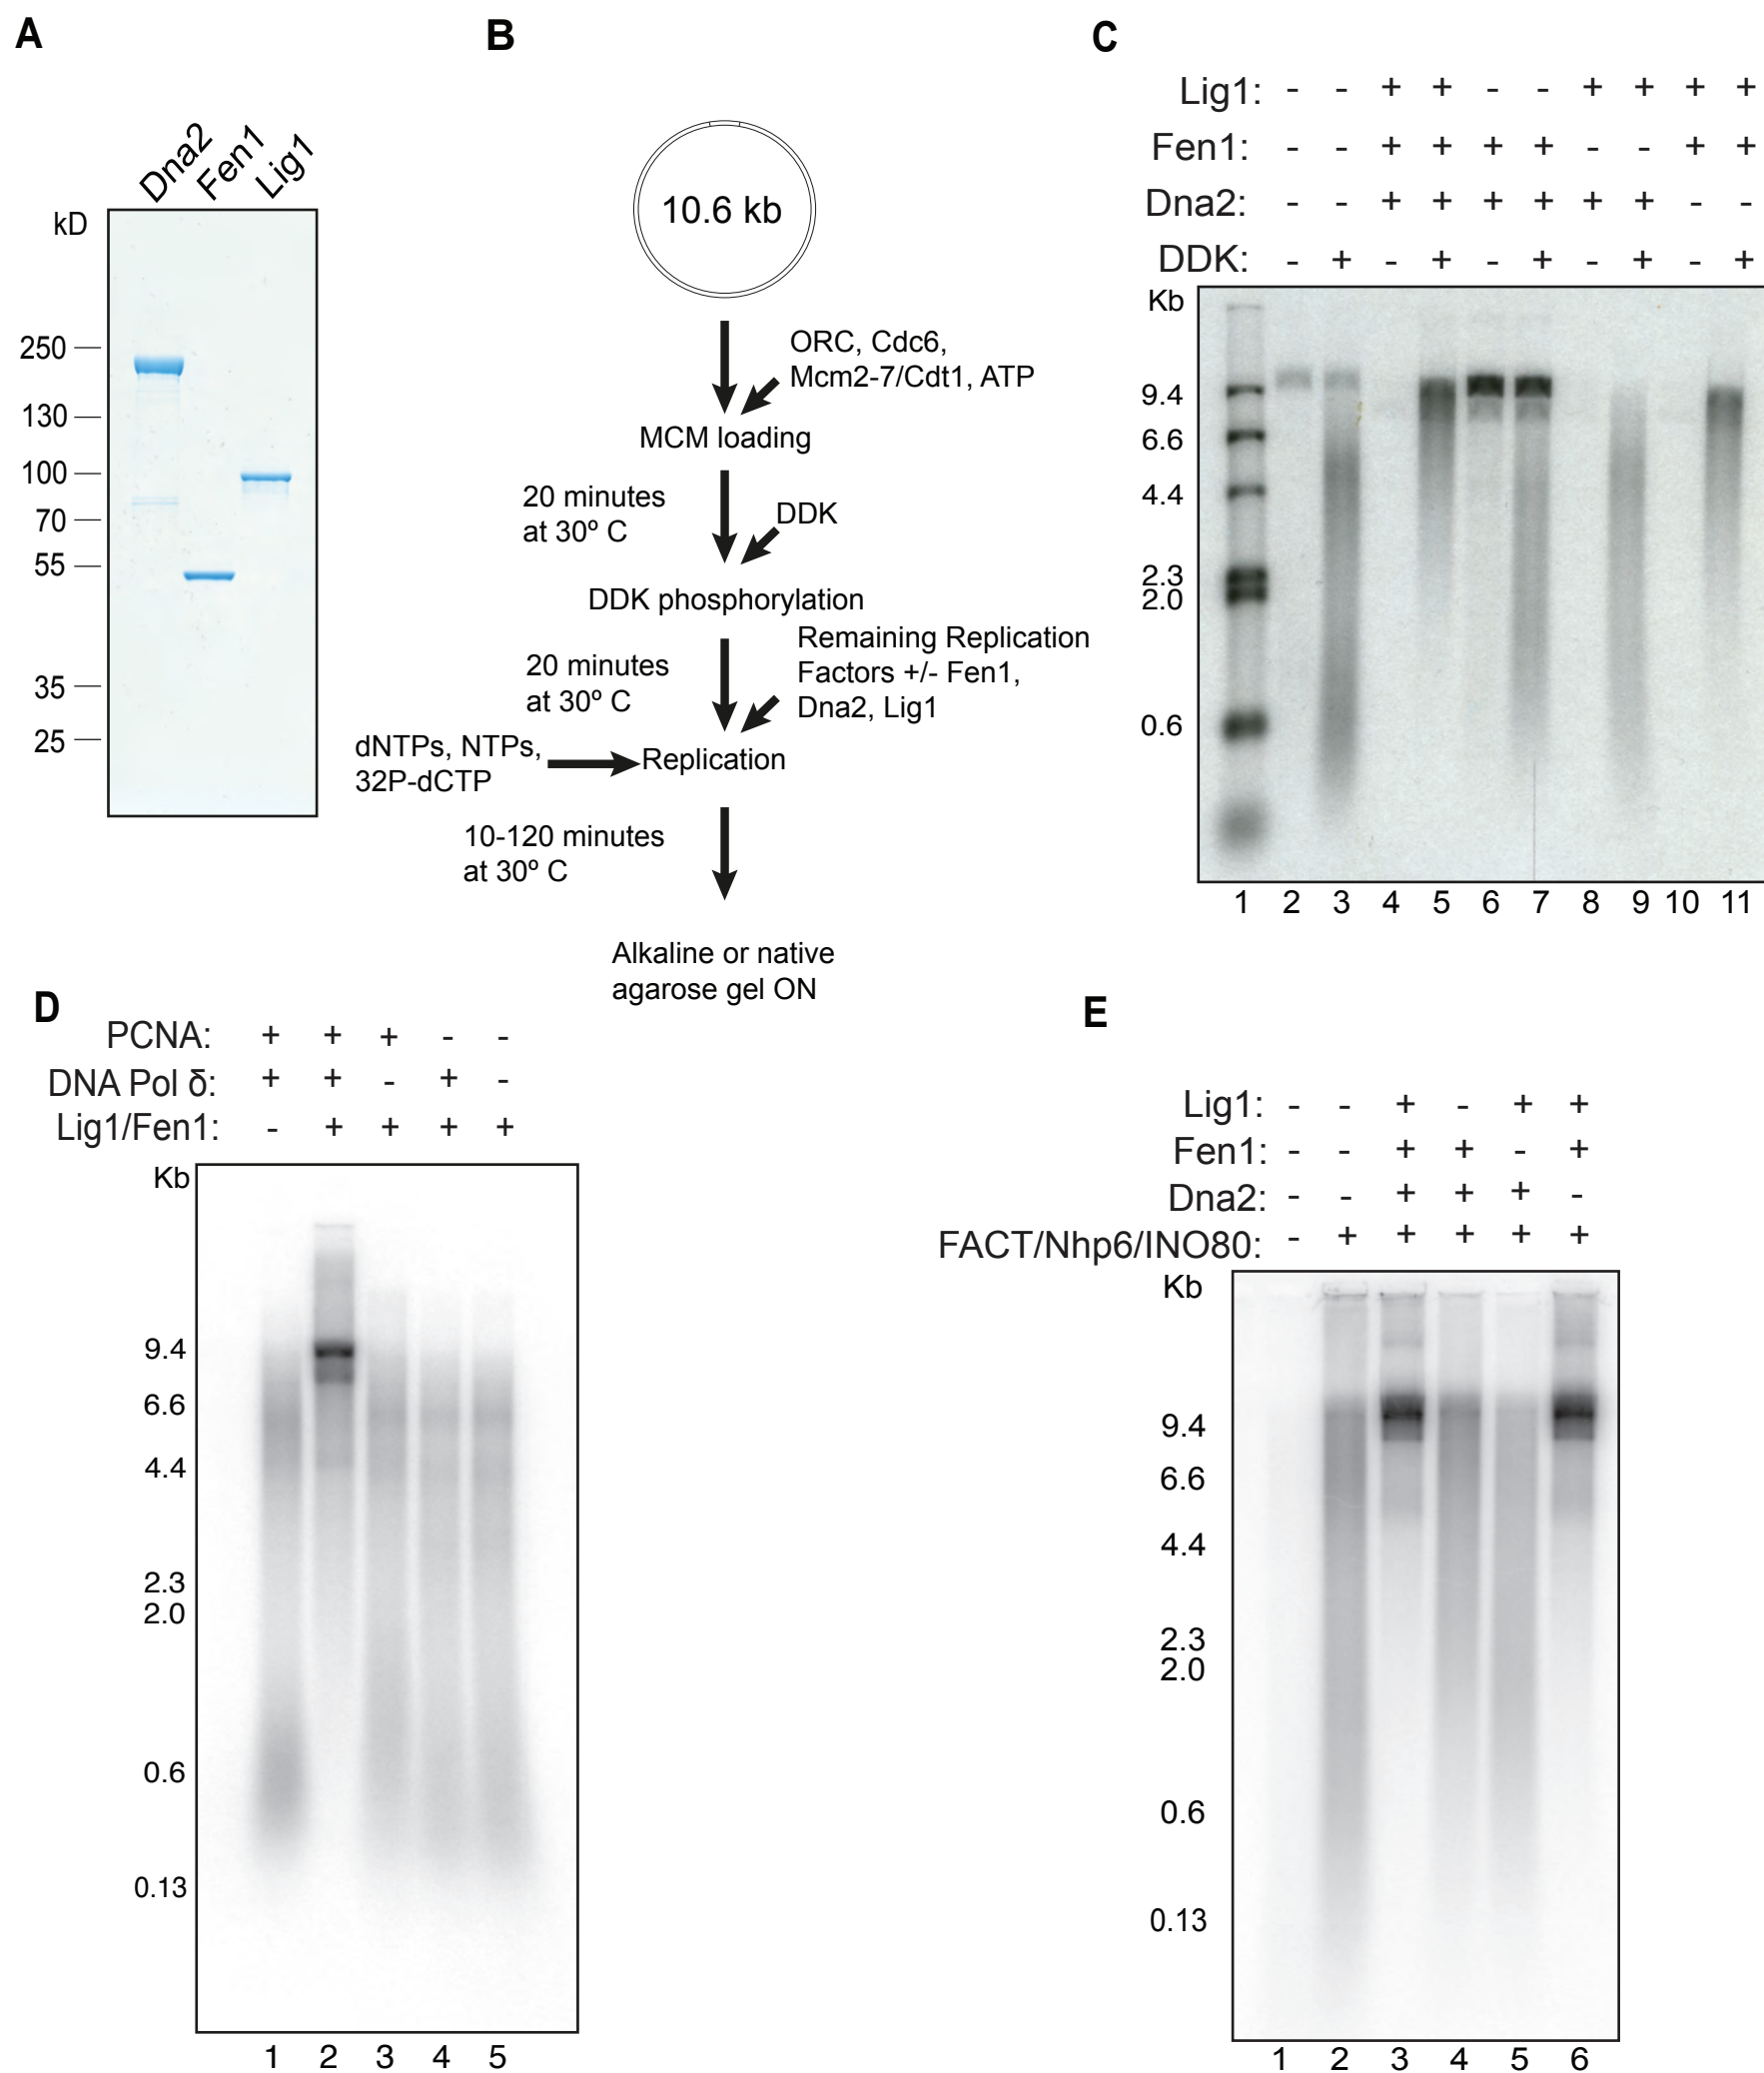 A
Dna2
Fen1
Lig1
kD
250
130
100
70
55
35
25
B
10.6 kb
ORC, Cdc6,
Mcm2-7/Cdt1, ATP
MCM loading
20 minutes
at 30º C
DDK
DDK phosphorylation
20 minutes
at 30º C
Remaining Replication
Factors +/- Fen1,
Dna2, Lig1
dNTPs, NTPs,
32P-dCTP
Replication
10-120 minutes
at 30º C
Alkaline or native
agarose gel ON
C
Lig1: - - + + - - + + + +
Fen1: - - + + + + - - + +
Dna2: - - + + + + + + - -
DDK: - + - + - + - + - +
Kb
9.4
6.6
4.4
2.3
2.0
0.6
1 2 3 4 5 6 7 8 9 10 11
D
PCNA: + + + - -
DNA Pol δ: + + - + -
Lig1/Fen1: - + + + +
Kb
9.4
6.6
4.4
2.3
2.0
0.6
0.13
1 2 3 4 5
E
Lig1: - - + - + +
Fen1: - - + + - +
Dna2: - - + + + -
FACT/Nhp6/INO80: - + + + + +
Kb
9.4
6.6
4.4
2.3
2.0
0.6
0.13
1 2 3 4 5 6